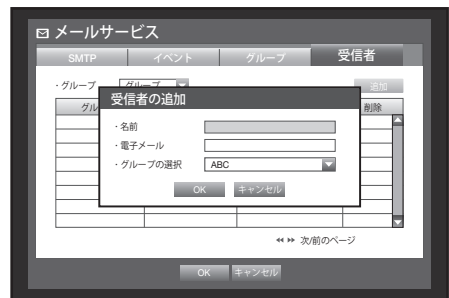 メールサービス
SMTP イベント グループ 受信者
・グループ グループ 追加
グル 削除
受信者の追加
・名前
・電子メール
・グループの選択 ABC
OK キャンセル
次/前のページ
OK キャンセル